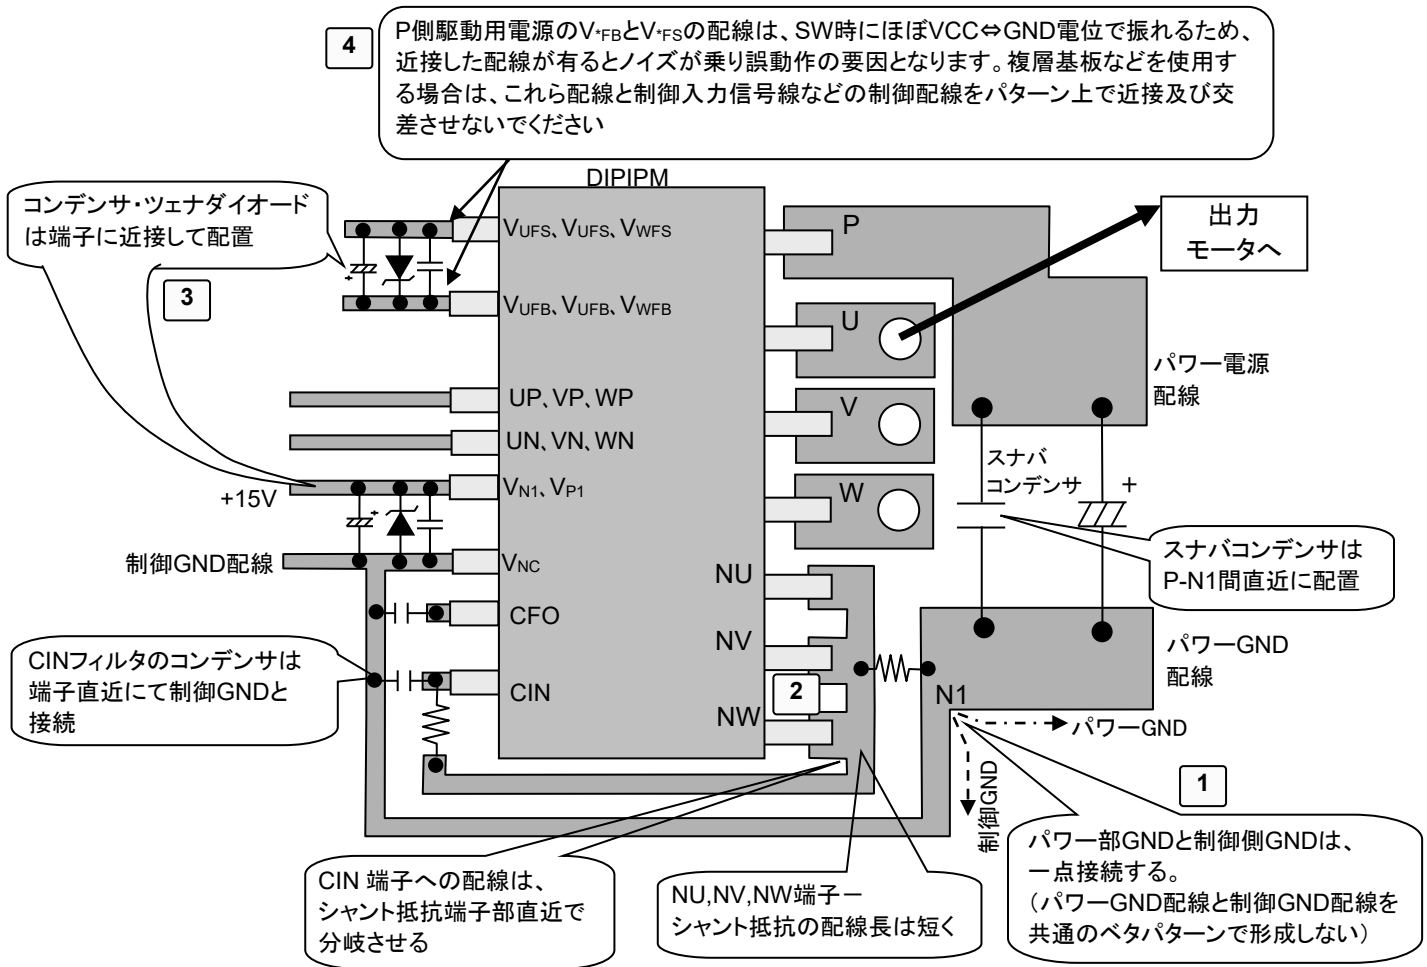 4
P側駆動用電源のV*FBとV*FSの配線は、SW時にほぼVCC⇔GND電位で振れるため、
近接した配線が有るとノイズが乗り誤動作の要因となります。複層基板などを使用す
る場合は、これら配線と制御入力信号線などの制御配線をパターン上で近接及び交
差させないでください
DIPIPM
コンデンサ・ツェナダイオード
は端子に近接して配置
3
VUFS、VUFS、VWFS
VUFB、VUFB、VWFB
UP、VP、WP
UN、VN、WN
+15V
VN1、VP1
制御GND配線
VNC
CFO
CIN
CINフィルタのコンデンサは
端子直近にて制御GNDと
接続
P
U
V
W
NU
NV
NW
2
出力
モータへ
パワー電源
配線
スナバ
コンデンサ
+
スナバコンデンサは
P-N1間直近に配置
パワーGND
配線
N1
パワーGND
制御GND
1
パワー部GNDと制御側GNDは、
一点接続する。
（パワーGND配線と制御GND配線を
共通のベタパターンで形成しない）
CIN 端子への配線は、
シャント抵抗端子部直近で
分岐させる
NU,NV,NW端子－
シャント抵抗の配線長は短く